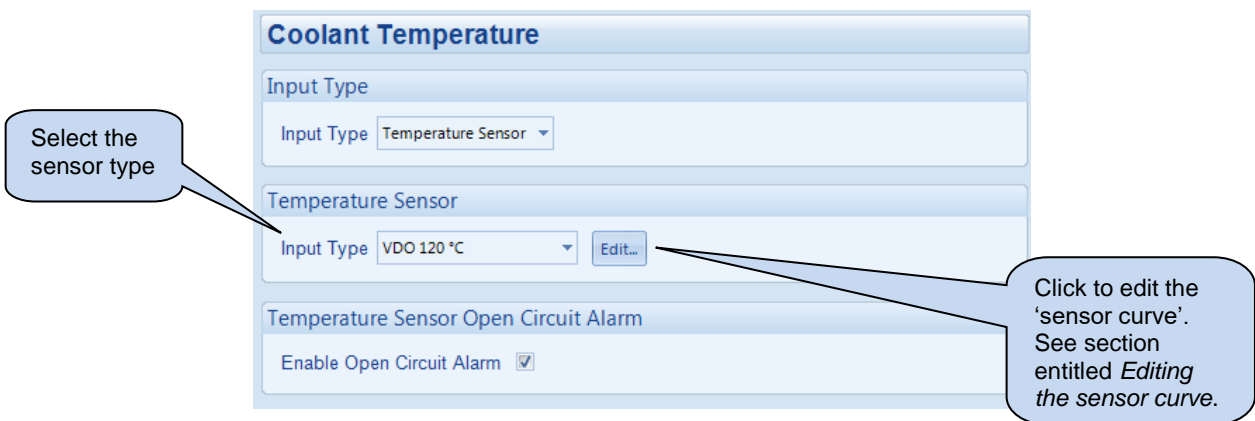 Coolant Temperature
Input Type
Input Type Temperature Sensor
Select the
sensor type
Temperature Sensor
Input Type VDO 120 °C Edit...
Click to edit the
‘sensor curve’.
See section
entitled Editing
the sensor curve.
Temperature Sensor Open Circuit Alarm
Enable Open Circuit Alarm